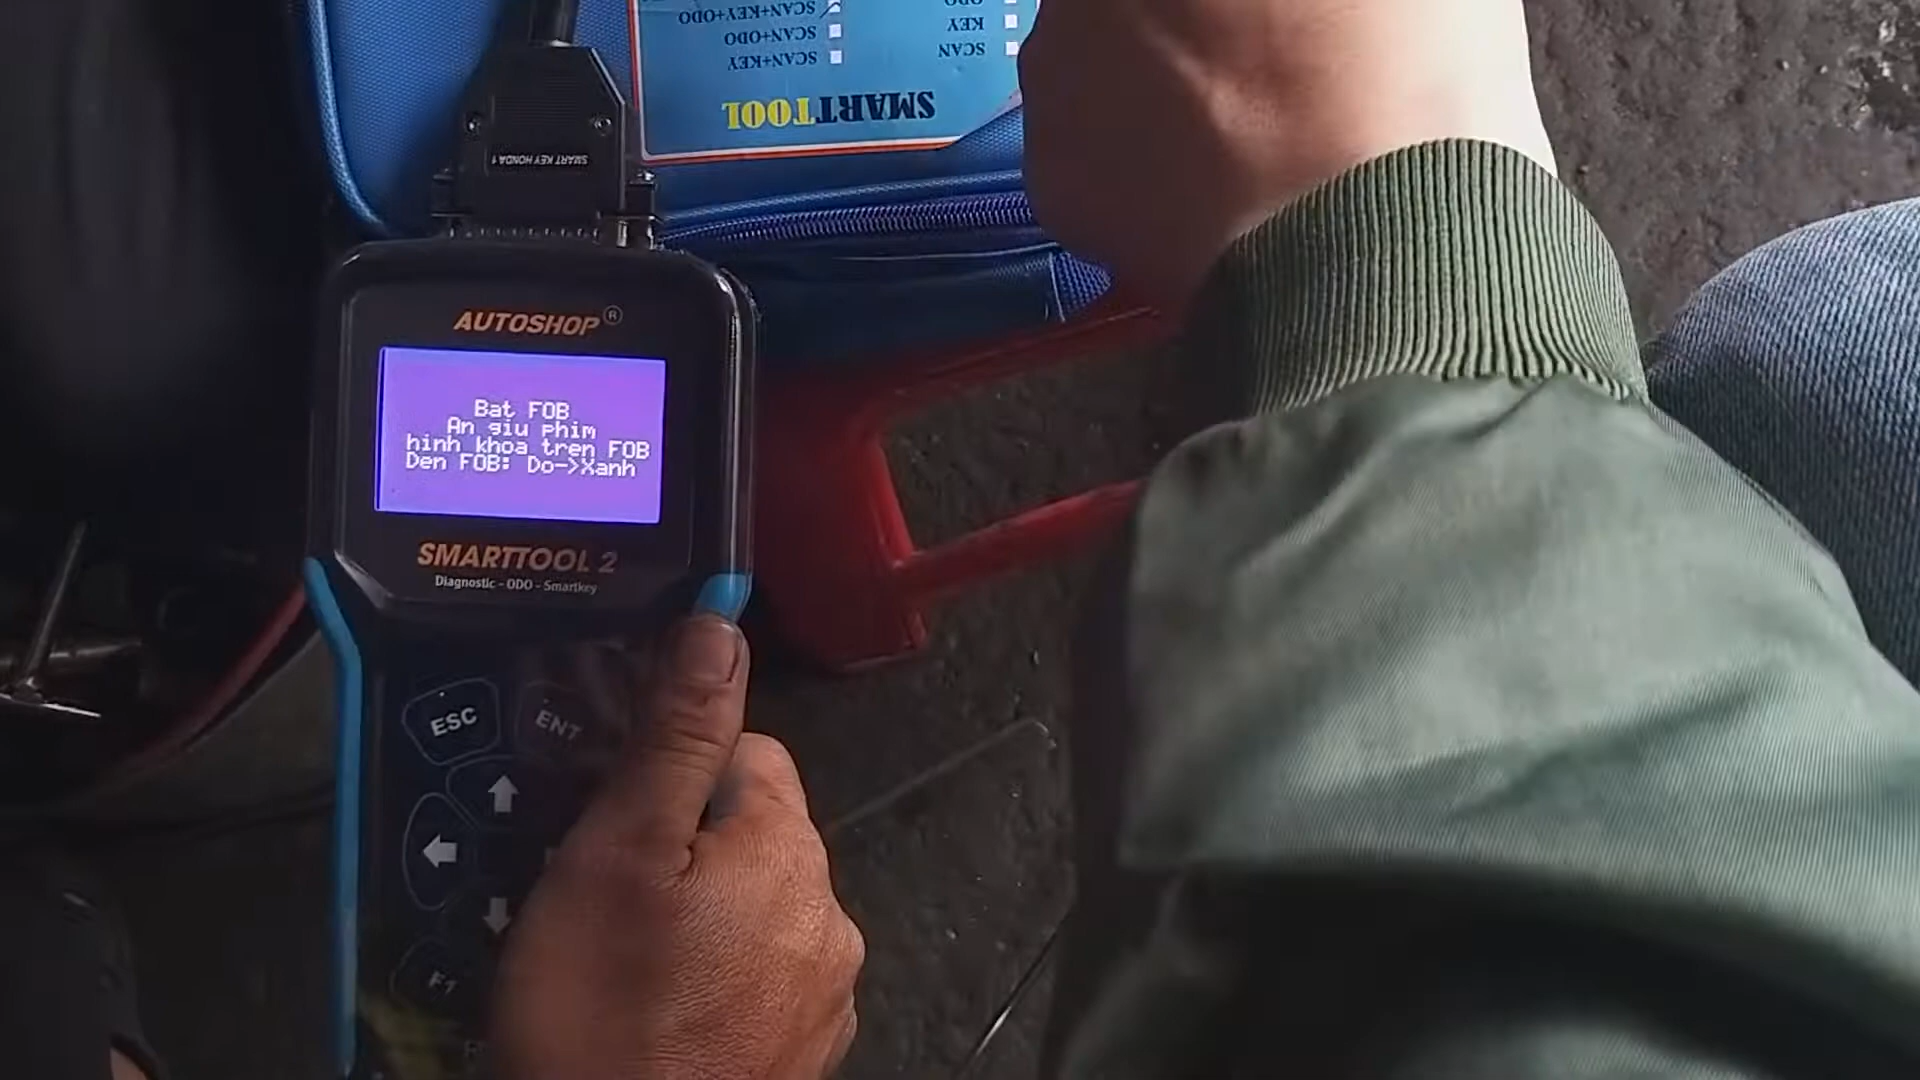 SCAN+KEY+ODO
SCAN+ODO
KEY
SCAN+KEY
SCAN
SMARTTOOL
SMART KEY HONDA 1
AUTOSHOP®
Bat FOB
An giu phim
hinh khoa tren FOB
Den FOB: Do->Xanh
SMARTTOOL 2
Diagnostic - ODO - Smartkey
ESC
ENT
F1